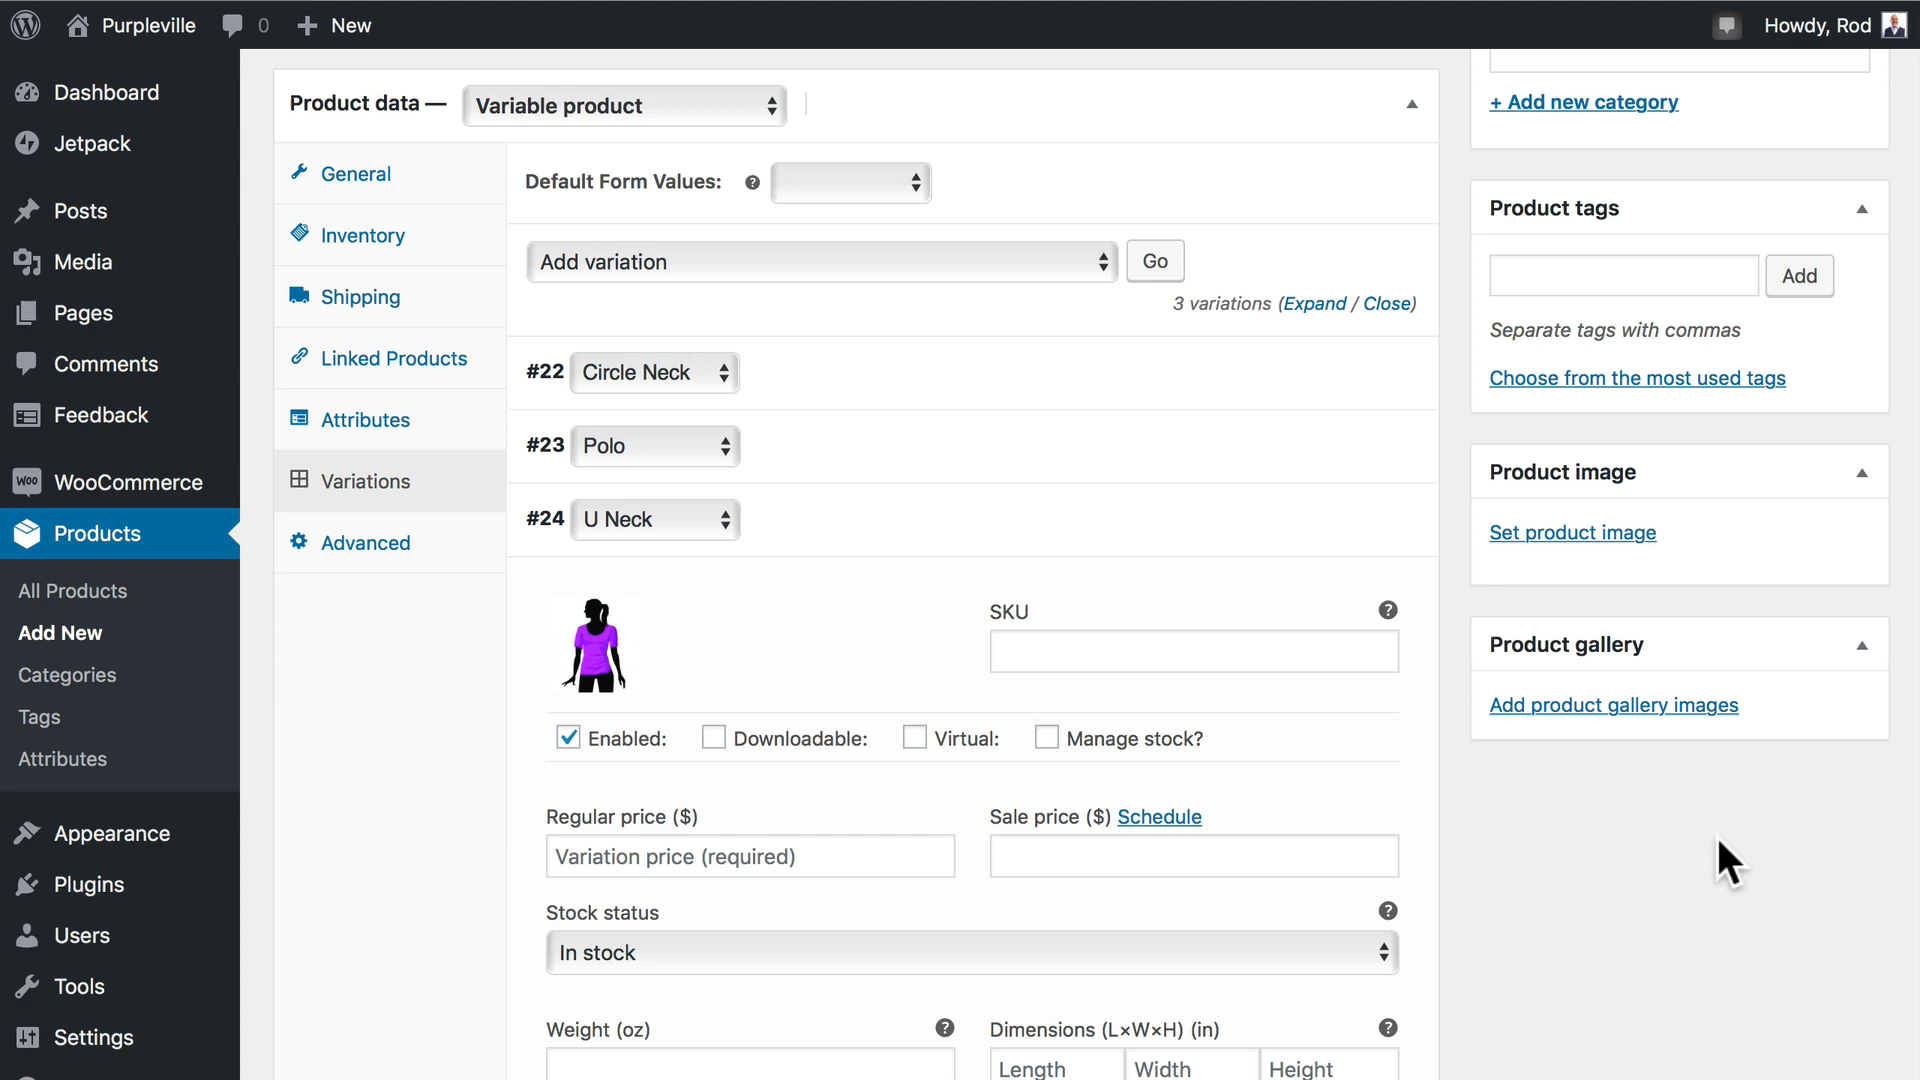 Purpleville 0 New Howdy, Rod
Dashboard
Jetpack
Posts
Media
Pages
Comments
Feedback
WOO WooCommerce
Products
All Products
Add New
Categories
Tags
Attributes
Appearance
Plugins
Users
Tools
Settings
Product data — Variable product
General
Inventory
Shipping
Linked Products
Attributes
Variations
Advanced
Default Form Values: ?
Add variation Go
3 variations (Expand / Close)
#22 Circle Neck
#23 Polo
#24 U Neck
SKU ?
Enabled: Downloadable: Virtual: Manage stock?
Regular price ($) Sale price ($) Schedule
Variation price (required)
Stock status ?
In stock
Weight (oz) ? Dimensions (L×W×H) (in) ?
Length Width Height
+ Add new category
Product tags
Add
Separate tags with commas
Choose from the most used tags
Product image
Set product image
Product gallery
Add product gallery images